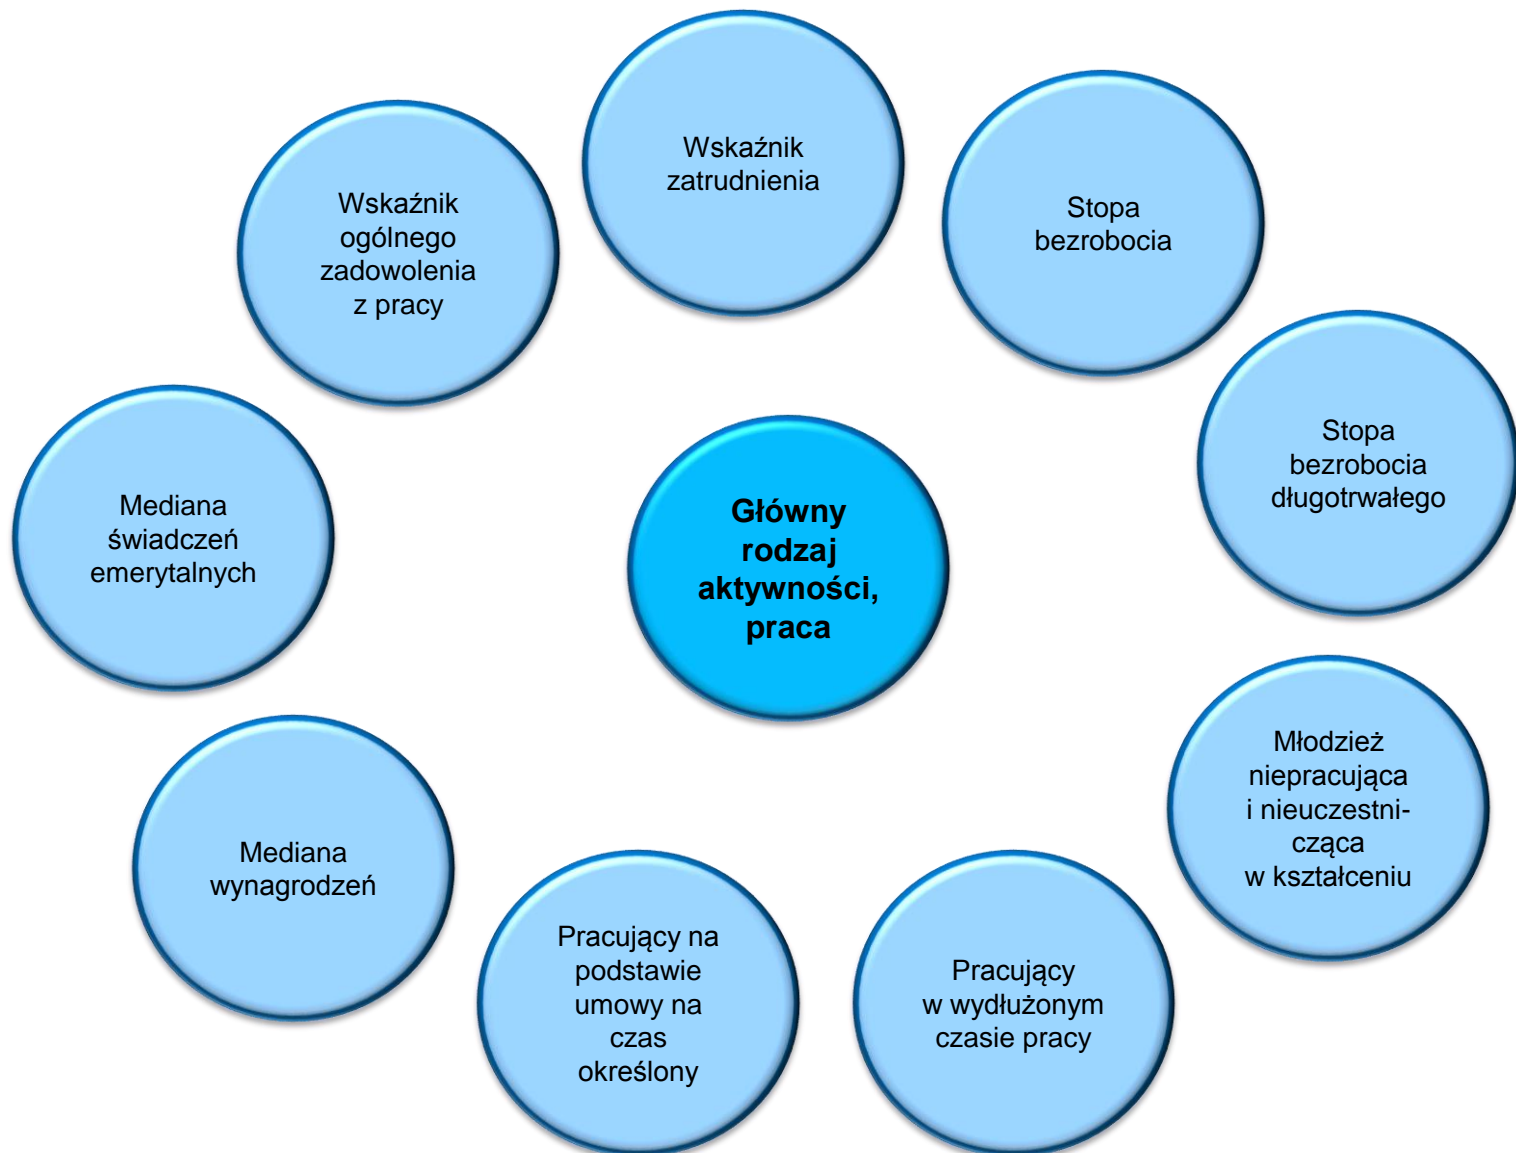 Wskaźnik
zatrudnienia
Stopa
bezrobocia
Stopa
bezrobocia
długotrwałego
Młodzież
niepracująca
i nieuczestni-
cząca
w kształceniu
Pracujący
w wydłużonym
czasie pracy
Pracujący na
podstawie
umowy na
czas
określony
Mediana
wynagrodzeń
Mediana
świadczeń
emerytalnych
Wskaźnik
ogólnego
zadowolenia
z pracy
Główny
rodzaj
aktywności,
praca